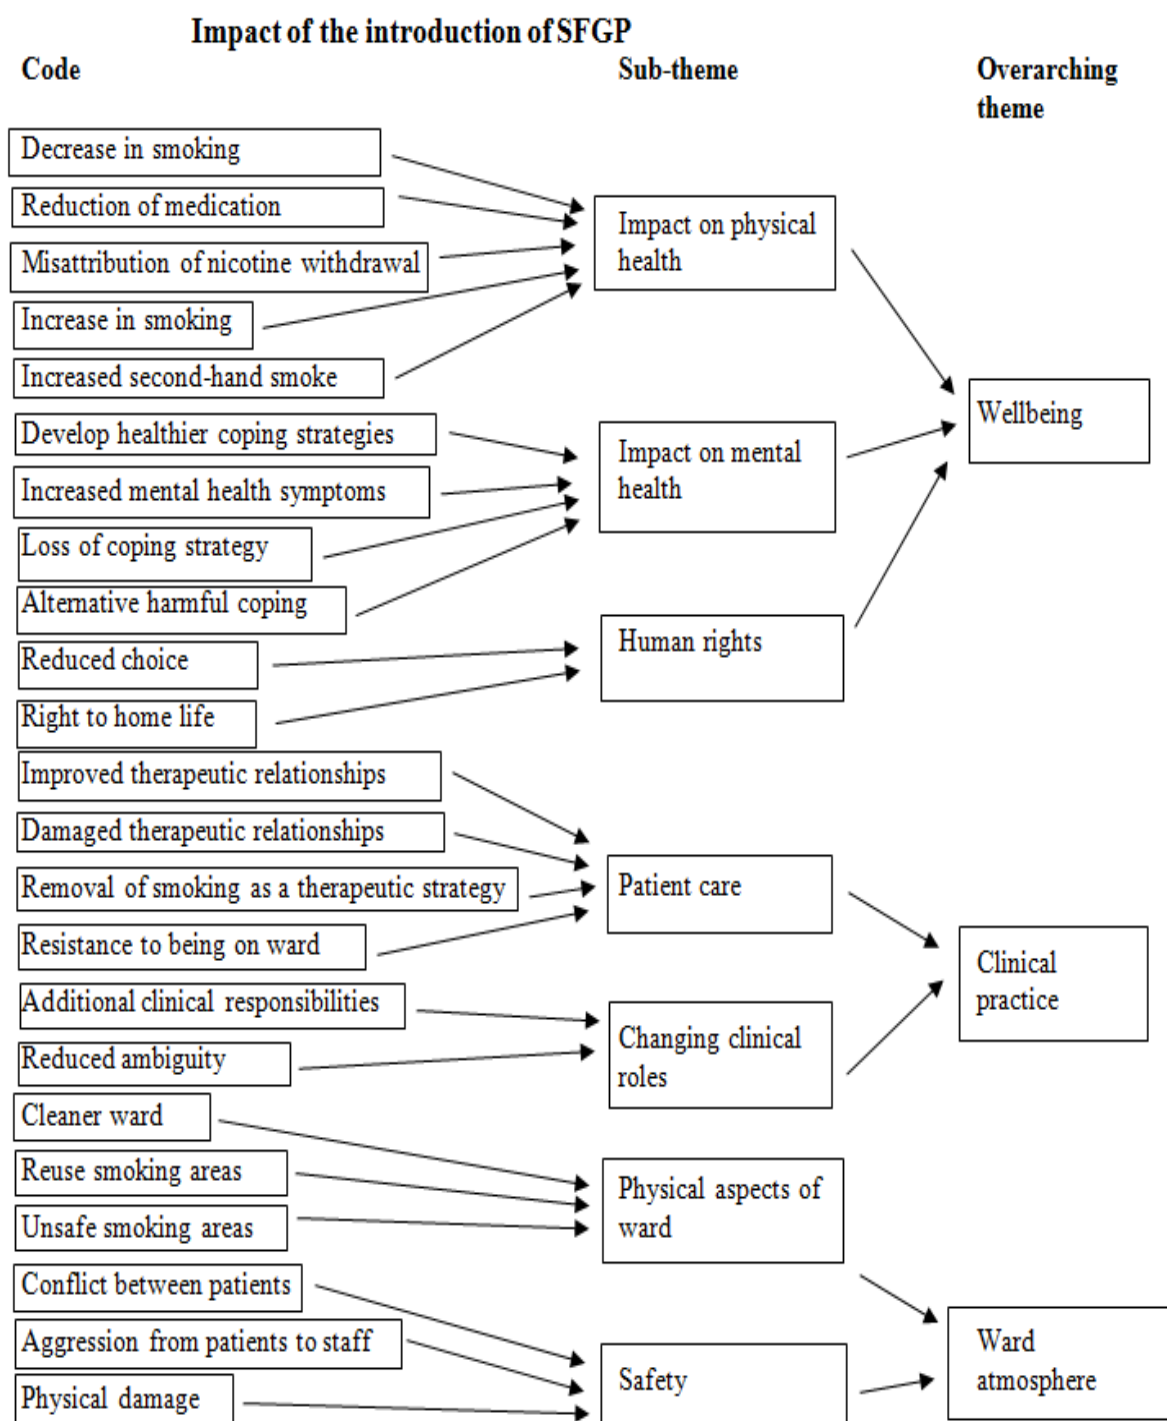 Impact of the introduction of SFGP
Code
Sub-theme
Overarching
theme
Decrease in smoking
Reduction of medication
Misattribution of nicotine withdrawal
Increase in smoking
Increased second-hand smoke
Develop healthier coping strategies
Increased mental health symptoms
Loss of coping strategy
Alternative harmful coping
Reduced choice
Right to home life
Improved therapeutic relationships
Damaged therapeutic relationships
Removal of smoking as a therapeutic strategy
Resistance to being on ward
Additional clinical responsibilities
Reduced ambiguity
Cleaner ward
Reuse smoking areas
Unsafe smoking areas
Conflict between patients
Aggression from patients to staff
Physical damage
Impact on physical
health
Impact on mental
health
Human rights
Patient care
Changing clinical
roles
Physical aspects of
ward
Safety
Wellbeing
Clinical
practice
Ward
atmosphere